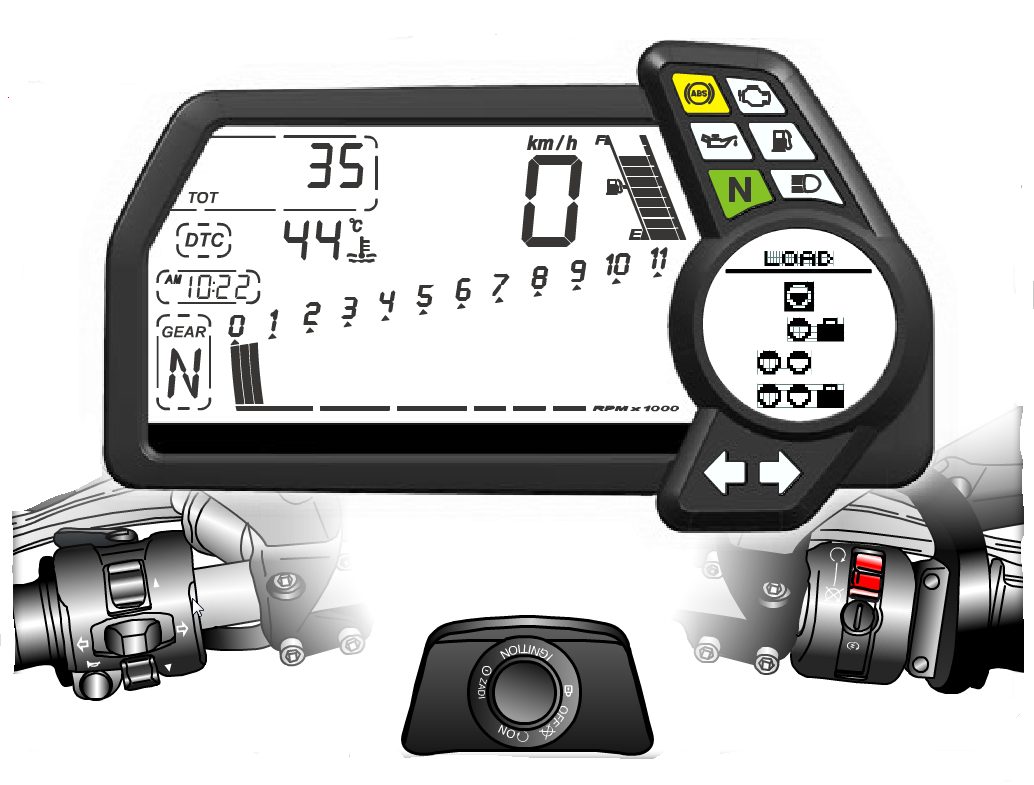 ABS
km/h
F
35
TOT
N
0
DTC
44 °C
E
LOAD
AM 10:22
0 1 2 3 4 5 6 7 8 9 10 11
GEAR
N
RPM x 1000
IGNITION
ZADI
OFF
ON